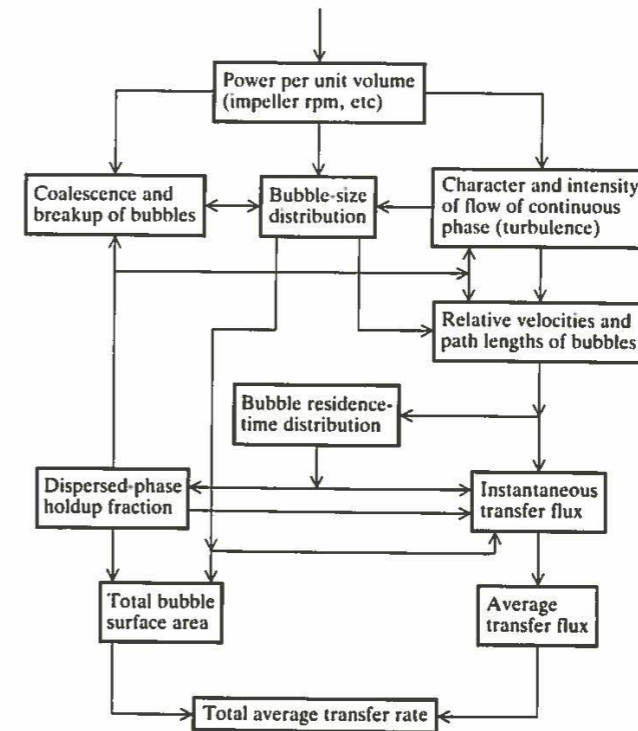 Power per unit volume
(impeller rpm, etc)
Coalescence and
breakup of bubbles
Bubble-size
distribution
Character and intensity
of flow of continuous
phase (turbulence)
Relative velocities and
path lengths of bubbles
Bubble residence-
time distribution
Dispersed-phase
holdup fraction
Instantaneous
transfer flux
Total bubble
surface area
Average
transfer flux
Total average transfer rate